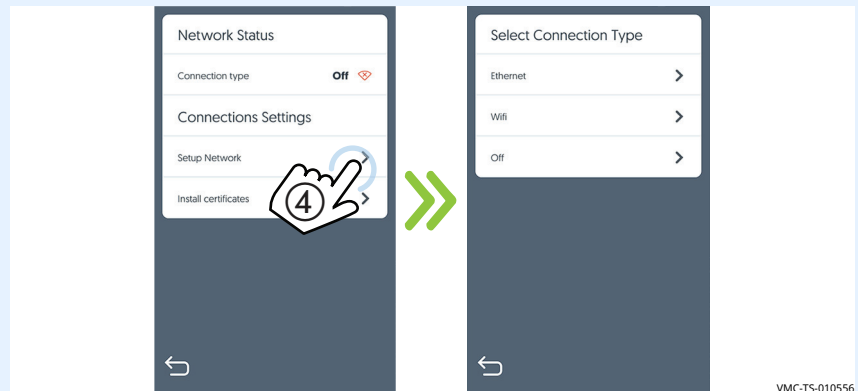 Network Status
Connection type Off
Connections Settings
Setup Network
Install certificates
4
Select Connection Type
Ethernet
Wifi
Off
VMC-TS-010556